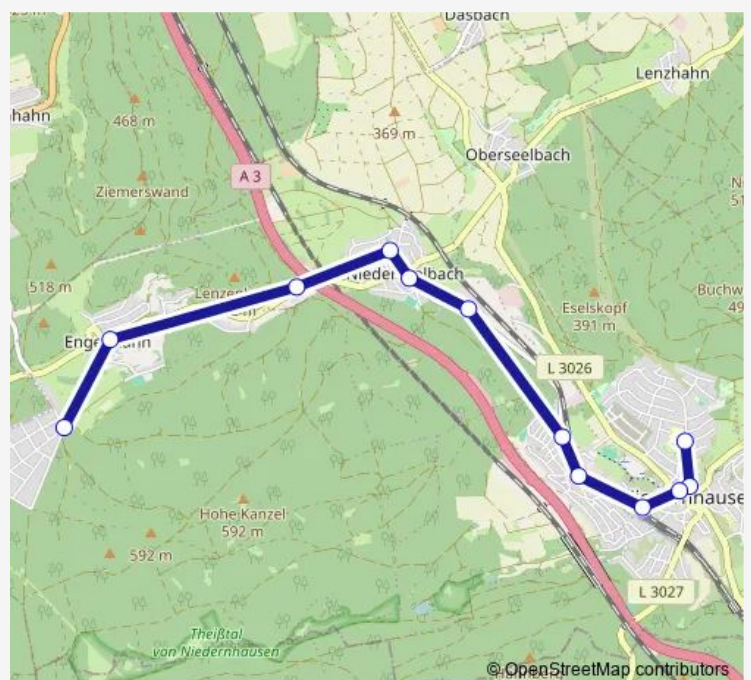 Dasbach
Lenzhahn
hahn
468 m
369 m
Oberseelbach
A 3
Ziemerswand
518 m
Eselskopf
391 m
L 3026
Hohe Kanzel
592 m
592 m
L 3027
Theißtal
von Niedernhausen
© OpenStreetMap contributors